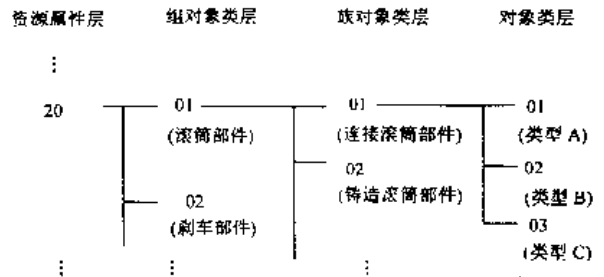 资源属性层 组对象类层 族对象类层 对象类层
⋮
20 01 01 01
(滚筒部件) (连接滚筒部件) (类型 A)
02 02
(铸造滚筒部件) (类型 B)
02 03
(刹车部件) (类型 C)
⋮ ⋮ ⋮